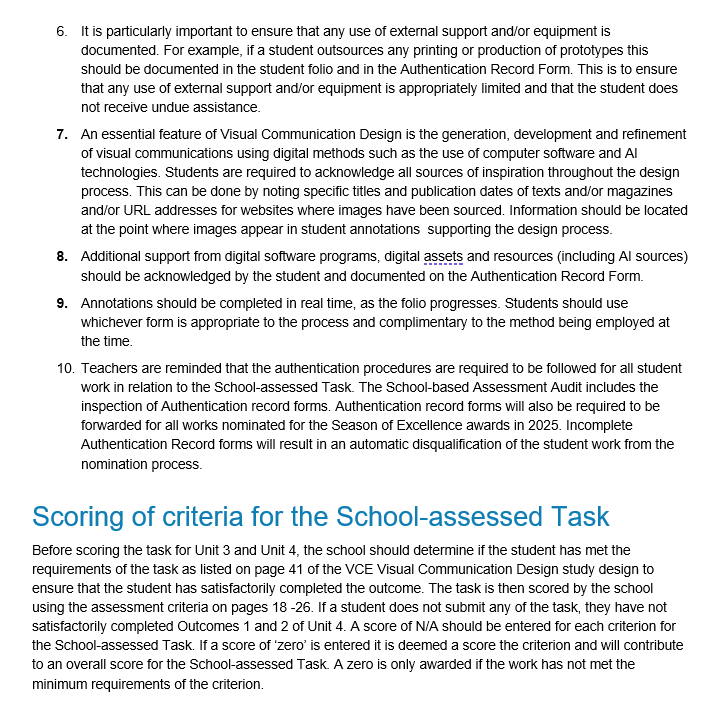 6. It is particularly important to ensure that any use of external support and/or equipment is
documented. For example, if a student outsources any printing or production of prototypes this
should be documented in the student folio and in the Authentication Record Form. This is to ensure
that any use of external support and/or equipment is appropriately limited and that the student does
not receive undue assistance.
7. An essential feature of Visual Communication Design is the generation, development and refinement
of visual communications using digital methods such as the use of computer software and AI
technologies. Students are required to acknowledge all sources of inspiration throughout the design
process. This can be done by noting specific titles and publication dates of texts and/or magazines
and/or URL addresses for websites where images have been sourced. Information should be located
at the point where images appear in student annotations  supporting the design process.
8. Additional support from digital software programs, digital assets and resources (including AI sources)
should be acknowledged by the student and documented on the Authentication Record Form.
9. Annotations should be completed in real time, as the folio progresses. Students should use
whichever form is appropriate to the process and complimentary to the method being employed at
the time.
10. Teachers are reminded that the authentication procedures are required to be followed for all student
work in relation to the School-assessed Task. The School-based Assessment Audit includes the
inspection of Authentication record forms. Authentication record forms will also be required to be
forwarded for all works nominated for the Season of Excellence awards in 2025. Incomplete
Authentication Record forms will result in an automatic disqualification of the student work from the
nomination process.
Scoring of criteria for the School-assessed Task
Before scoring the task for Unit 3 and Unit 4, the school should determine if the student has met the
requirements of the task as listed on page 41 of the VCE Visual Communication Design study design to
ensure that the student has satisfactorily completed the outcome. The task is then scored by the school
using the assessment criteria on pages 18 -26. If a student does not submit any of the task, they have not
satisfactorily completed Outcomes 1 and 2 of Unit 4. A score of N/A should be entered for each criterion for
the School-assessed Task. If a score of ‘zero’ is entered it is deemed a score the criterion and will contribute
to an overall score for the School-assessed Task. A zero is only awarded if the work has not met the
minimum requirements of the criterion.